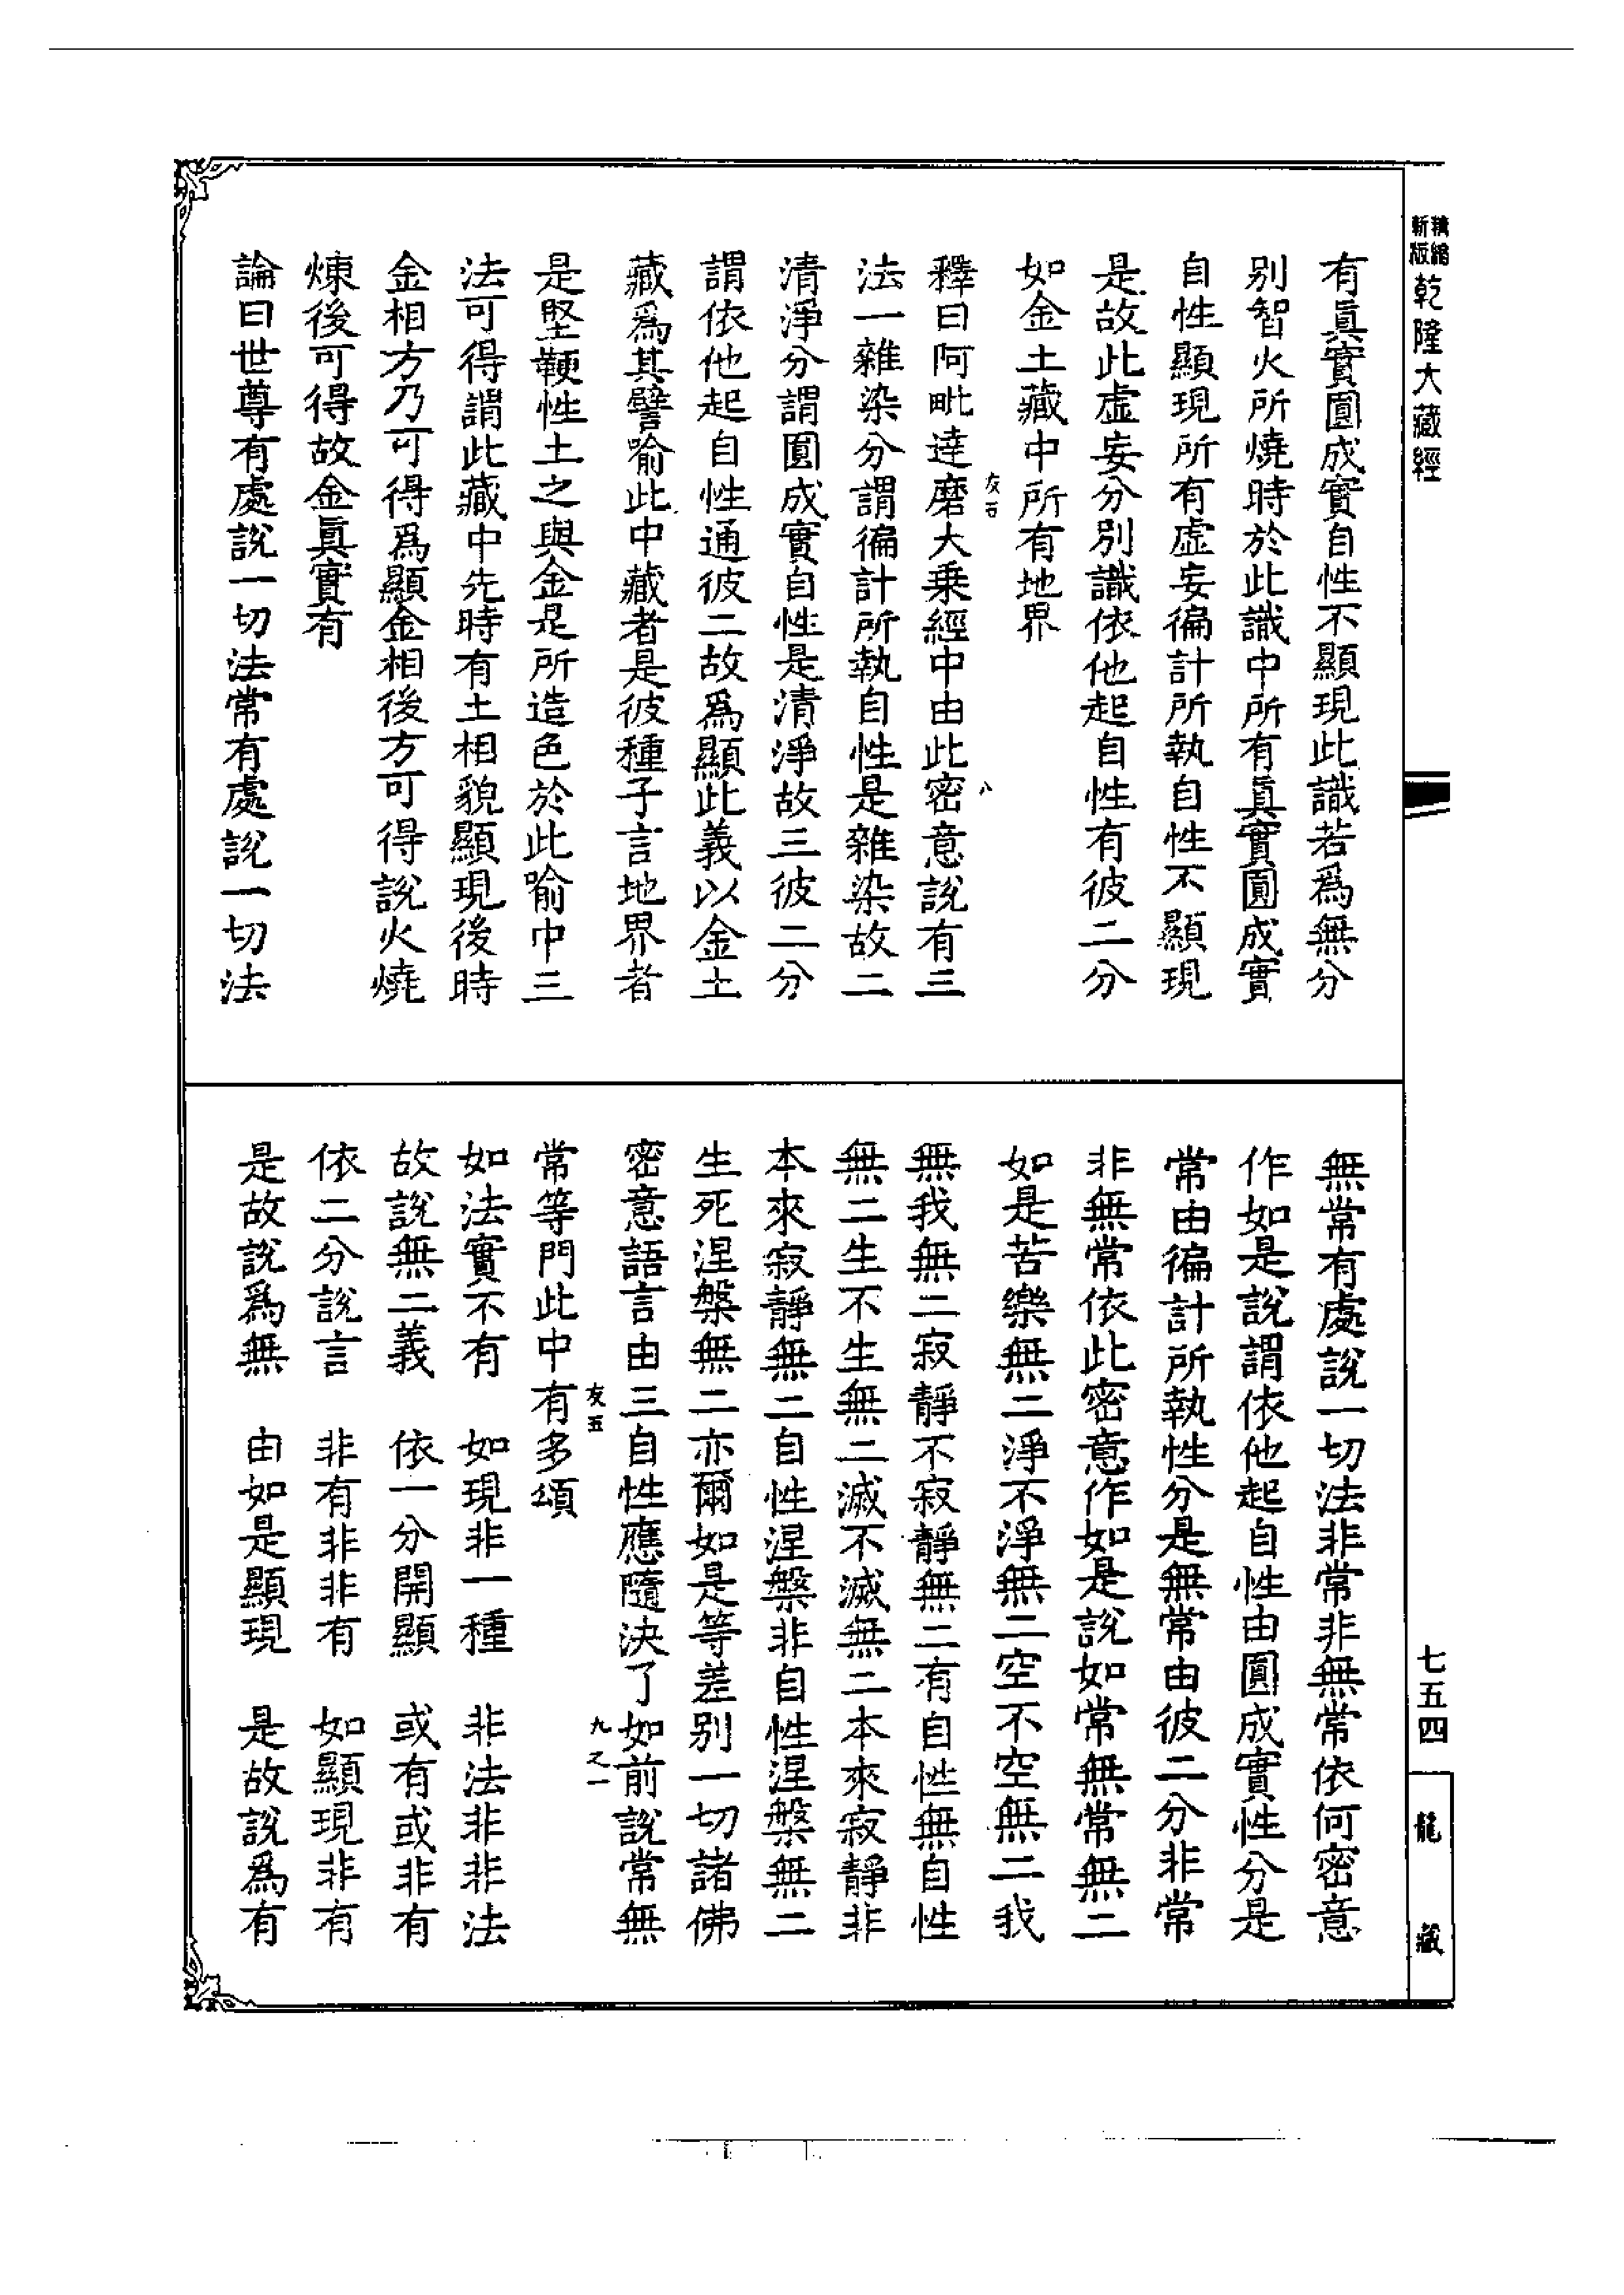 新版
精縮
乾隆大藏經
有眞實圓成實自性不顯現此識若爲無分
别智火所燒時於此識中所有眞實圓成實
自性顯現所有虛妄徧計所執自性不顯現
是故此虛妄分別識依他起自性有彼二分
如金土藏中所有地界
釋曰阿毗達磨大乗經中由此密意說有三
法一雜染分謂徧計所執自性是雜染故二
清淨分謂圓成實自性是清淨故三彼二分
謂依他起自性通彼二故爲顯此義以金土
藏爲其譬喻此中藏者是彼種子言地界者
是堅鞕性土之與金是所造色於此喻中三
法可得謂此藏中先時有土相貌顯現後時
金相方乃可得爲顯金相後方可得說火燒
煉後可得故金眞實有
論曰世尊有處說一切法常有處說一切法
無常有處說一切法非常非無常依何密意
作如是說謂依他起自性由圓成實性分是
常由徧計所執性分是無常由彼二分非常
非無常依此密意作如是說如常無常無二
如是苦樂無二淨不淨無二空不空無二我
無我無二寂靜不寂靜無二有自性無自性
無二生不生無二滅不滅無二本來寂靜非
本來寂靜無二自性涅槃非自性涅槃無二
生死涅槃無二亦爾如是等差别一切諸佛
密意語言由三自性應隨決了如前說常無
常等門此中有多頌
如法實不有　如現非一種　非法非非法
故說無二義　依一分開顯　或有或非有
依二分說言　非有非非有　如顯現非有
是故說爲無　由如是顯現　是故說爲有
八
友五
九之一
七五四
龍藏